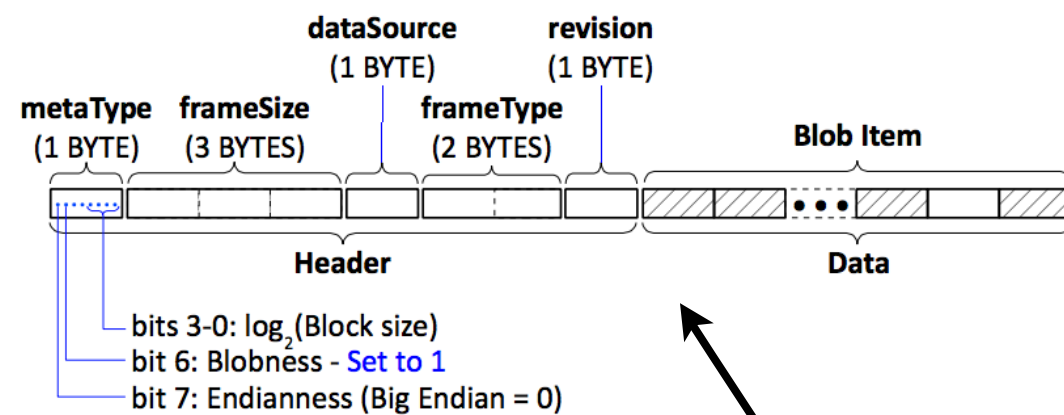 dataSource
(1 BYTE)
revision
(1 BYTE)
metaType
(1 BYTE)
frameSize
(3 BYTES)
frameType
(2 BYTES)
Blob Item
Header
Data
bits 3-0: log₂(Block size)
bit 6: Blobness - Set to 1
bit 7: Endianness (Big Endian = 0)